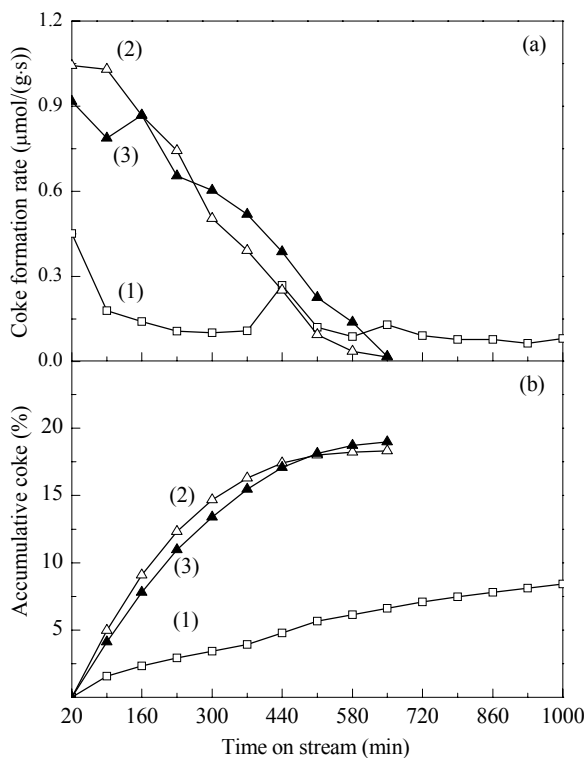 (a)
1.2
(2)
0.9
(3)
0.6
0.3
(1)
0.0
Coke formation rate (μmol/(g·s))
(b)
20
(2)
15
(3)
10
(1)
5
Accumulative coke (%)
20 160 300 440 580 720 860 1000
Time on stream (min)